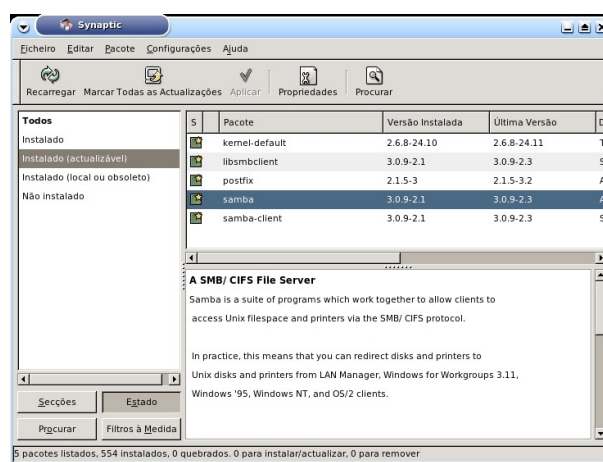 Synaptic
Ficheiro Editar Pacote Configurações Ajuda
Recarregar Marcar Todas as Actualizações Aplicar Propriedades Procurar
Todos
Instalado
Instalado (actualizável)
Instalado (local ou obsoleto)
Não instalado
S Pacote Versão Instalada Última Versão D
kernel-default 2.6.8-24.10 2.6.8-24.11 T
libsmbclient 3.0.9-2.1 3.0.9-2.3 S
postfix 2.1.5-3 2.1.5-3.2 A
samba 3.0.9-2.1 3.0.9-2.3 A
samba-client 3.0.9-2.1 3.0.9-2.3 S
A SMB/ CIFS File Server
Samba is a suite of programs which work together to allow clients to
access Unix filespace and printers via the SMB/ CIFS protocol.
In practice, this means that you can redirect disks and printers to
Unix disks and printers from LAN Manager, Windows for Workgroups 3.11,
Windows '95, Windows NT, and OS/2 clients.
Secções Estado
Procurar Filtros à Medida
5 pacotes listados, 554 instalados, 0 quebrados. 0 para instalar/actualizar, 0 para remover